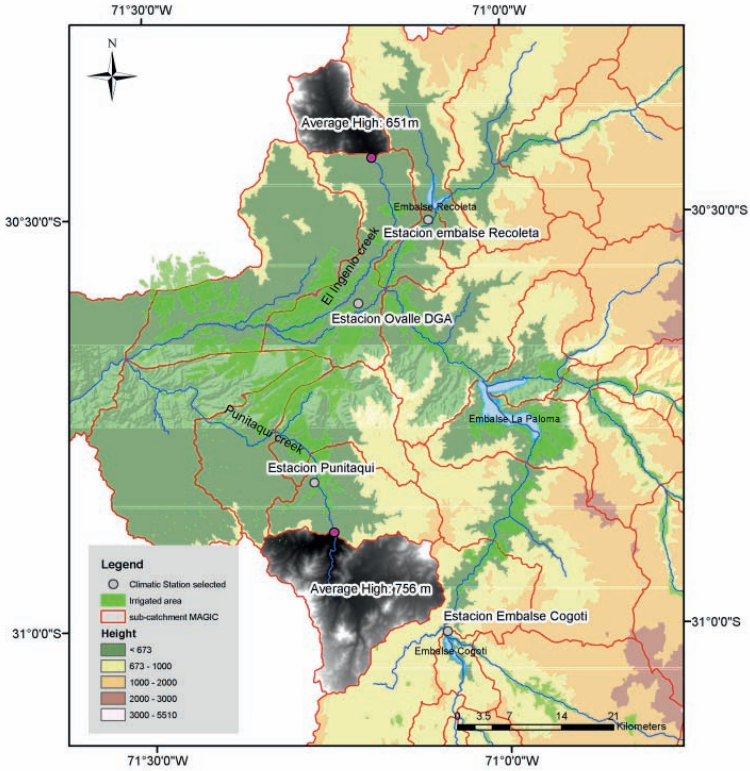 71°30'0"W
71°00'0"W
N
Average High: 651m
30°30'0"S
30°30'0"S
Embalse Recoleta
Estacion embalse Recoleta
El Ingenio creek
Estacion Ovalle DGA
Embalse La Paloma
Punitaqui creek
Estacion Punitaqui
Average High: 756 m
Legend
Climatic Station selected
Irrigated area
sub-catchment MAGIC
Height
< 673
673 - 1000
1000 - 2000
2000 - 3000
3000 - 5510
Estacion Embalse Cogoti
Embalse Cogoti
31°0'0"S
31°0'0"S
0 3.5 7 14 21
Kilometers
71°30'0"W
71°00'0"W